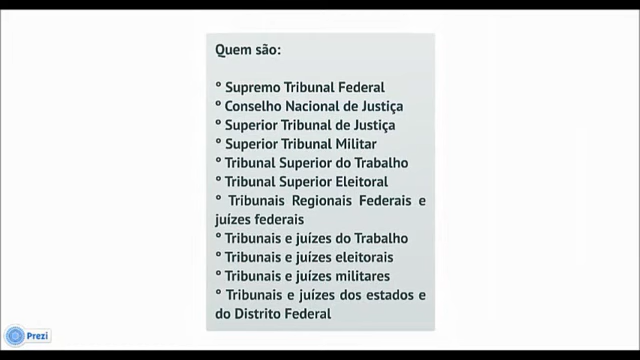 Quem são:
° Supremo Tribunal Federal
° Conselho Nacional de Justiça
° Superior Tribunal de Justiça
° Superior Tribunal Militar
° Tribunal Superior do Trabalho
° Tribunal Superior Eleitoral
° Tribunais Regionais Federais e
juízes federais
° Tribunais e juízes do Trabalho
° Tribunais e juízes eleitorais
° Tribunais e juízes militares
° Tribunais e juízes dos estados e
do Distrito Federal
Prezi